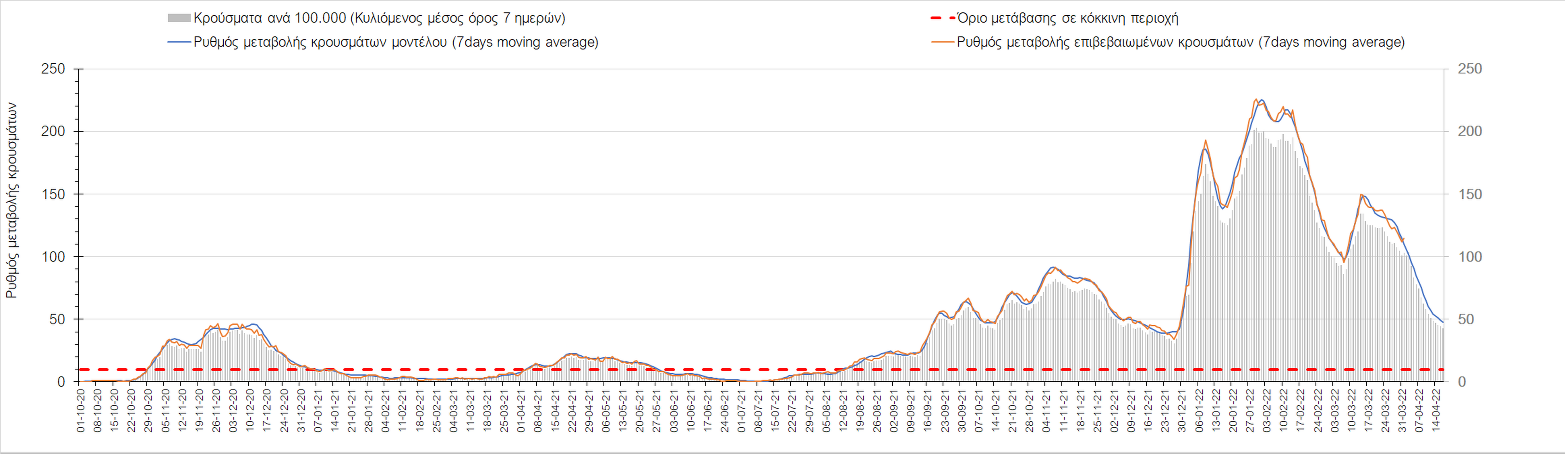 Κρούσματα ανά 100.000 (Κυλιόμενος μέσος όρος 7 ημερών)
Όριο μετάβασης σε κόκκινη περιοχή
Ρυθμός μεταβολής κρουσμάτων μοντέλου (7days moving average)
Ρυθμός μεταβολής επιβεβαιωμένων κρουσμάτων (7days moving average)
Ρυθμός μεταβολής κρουσμάτων
250 250
200 200
150 150
100 100
50 50
0 0
01-10-20 08-10-20 15-10-20 22-10-20 29-10-20 05-11-20 12-11-20 19-11-20 26-11-20 03-12-20 10-12-20 17-12-20 24-12-20 31-12-20 07-01-21 14-01-21 21-01-21 28-01-21 04-02-21 11-02-21 18-02-21 25-02-21 04-03-21 11-03-21 18-03-21 25-03-21 01-04-21 08-04-21 15-04-21 22-04-21 29-04-21 06-05-21 13-05-21 20-05-21 27-05-21 03-06-21 10-06-21 17-06-21 24-06-21 01-07-21 08-07-21 15-07-21 22-07-21 29-07-21 05-08-21 12-08-21 19-08-21 26-08-21 02-09-21 09-09-21 16-09-21 23-09-21 30-09-21 07-10-21 14-10-21 21-10-21 28-10-21 04-11-21 11-11-21 18-11-21 25-11-21 02-12-21 09-12-21 16-12-21 23-12-21 30-12-21 06-01-22 13-01-22 20-01-22 27-01-22 03-02-22 10-02-22 17-02-22 24-02-22 03-03-22 10-03-22 17-03-22 24-03-22 31-03-22 07-04-22 14-04-22